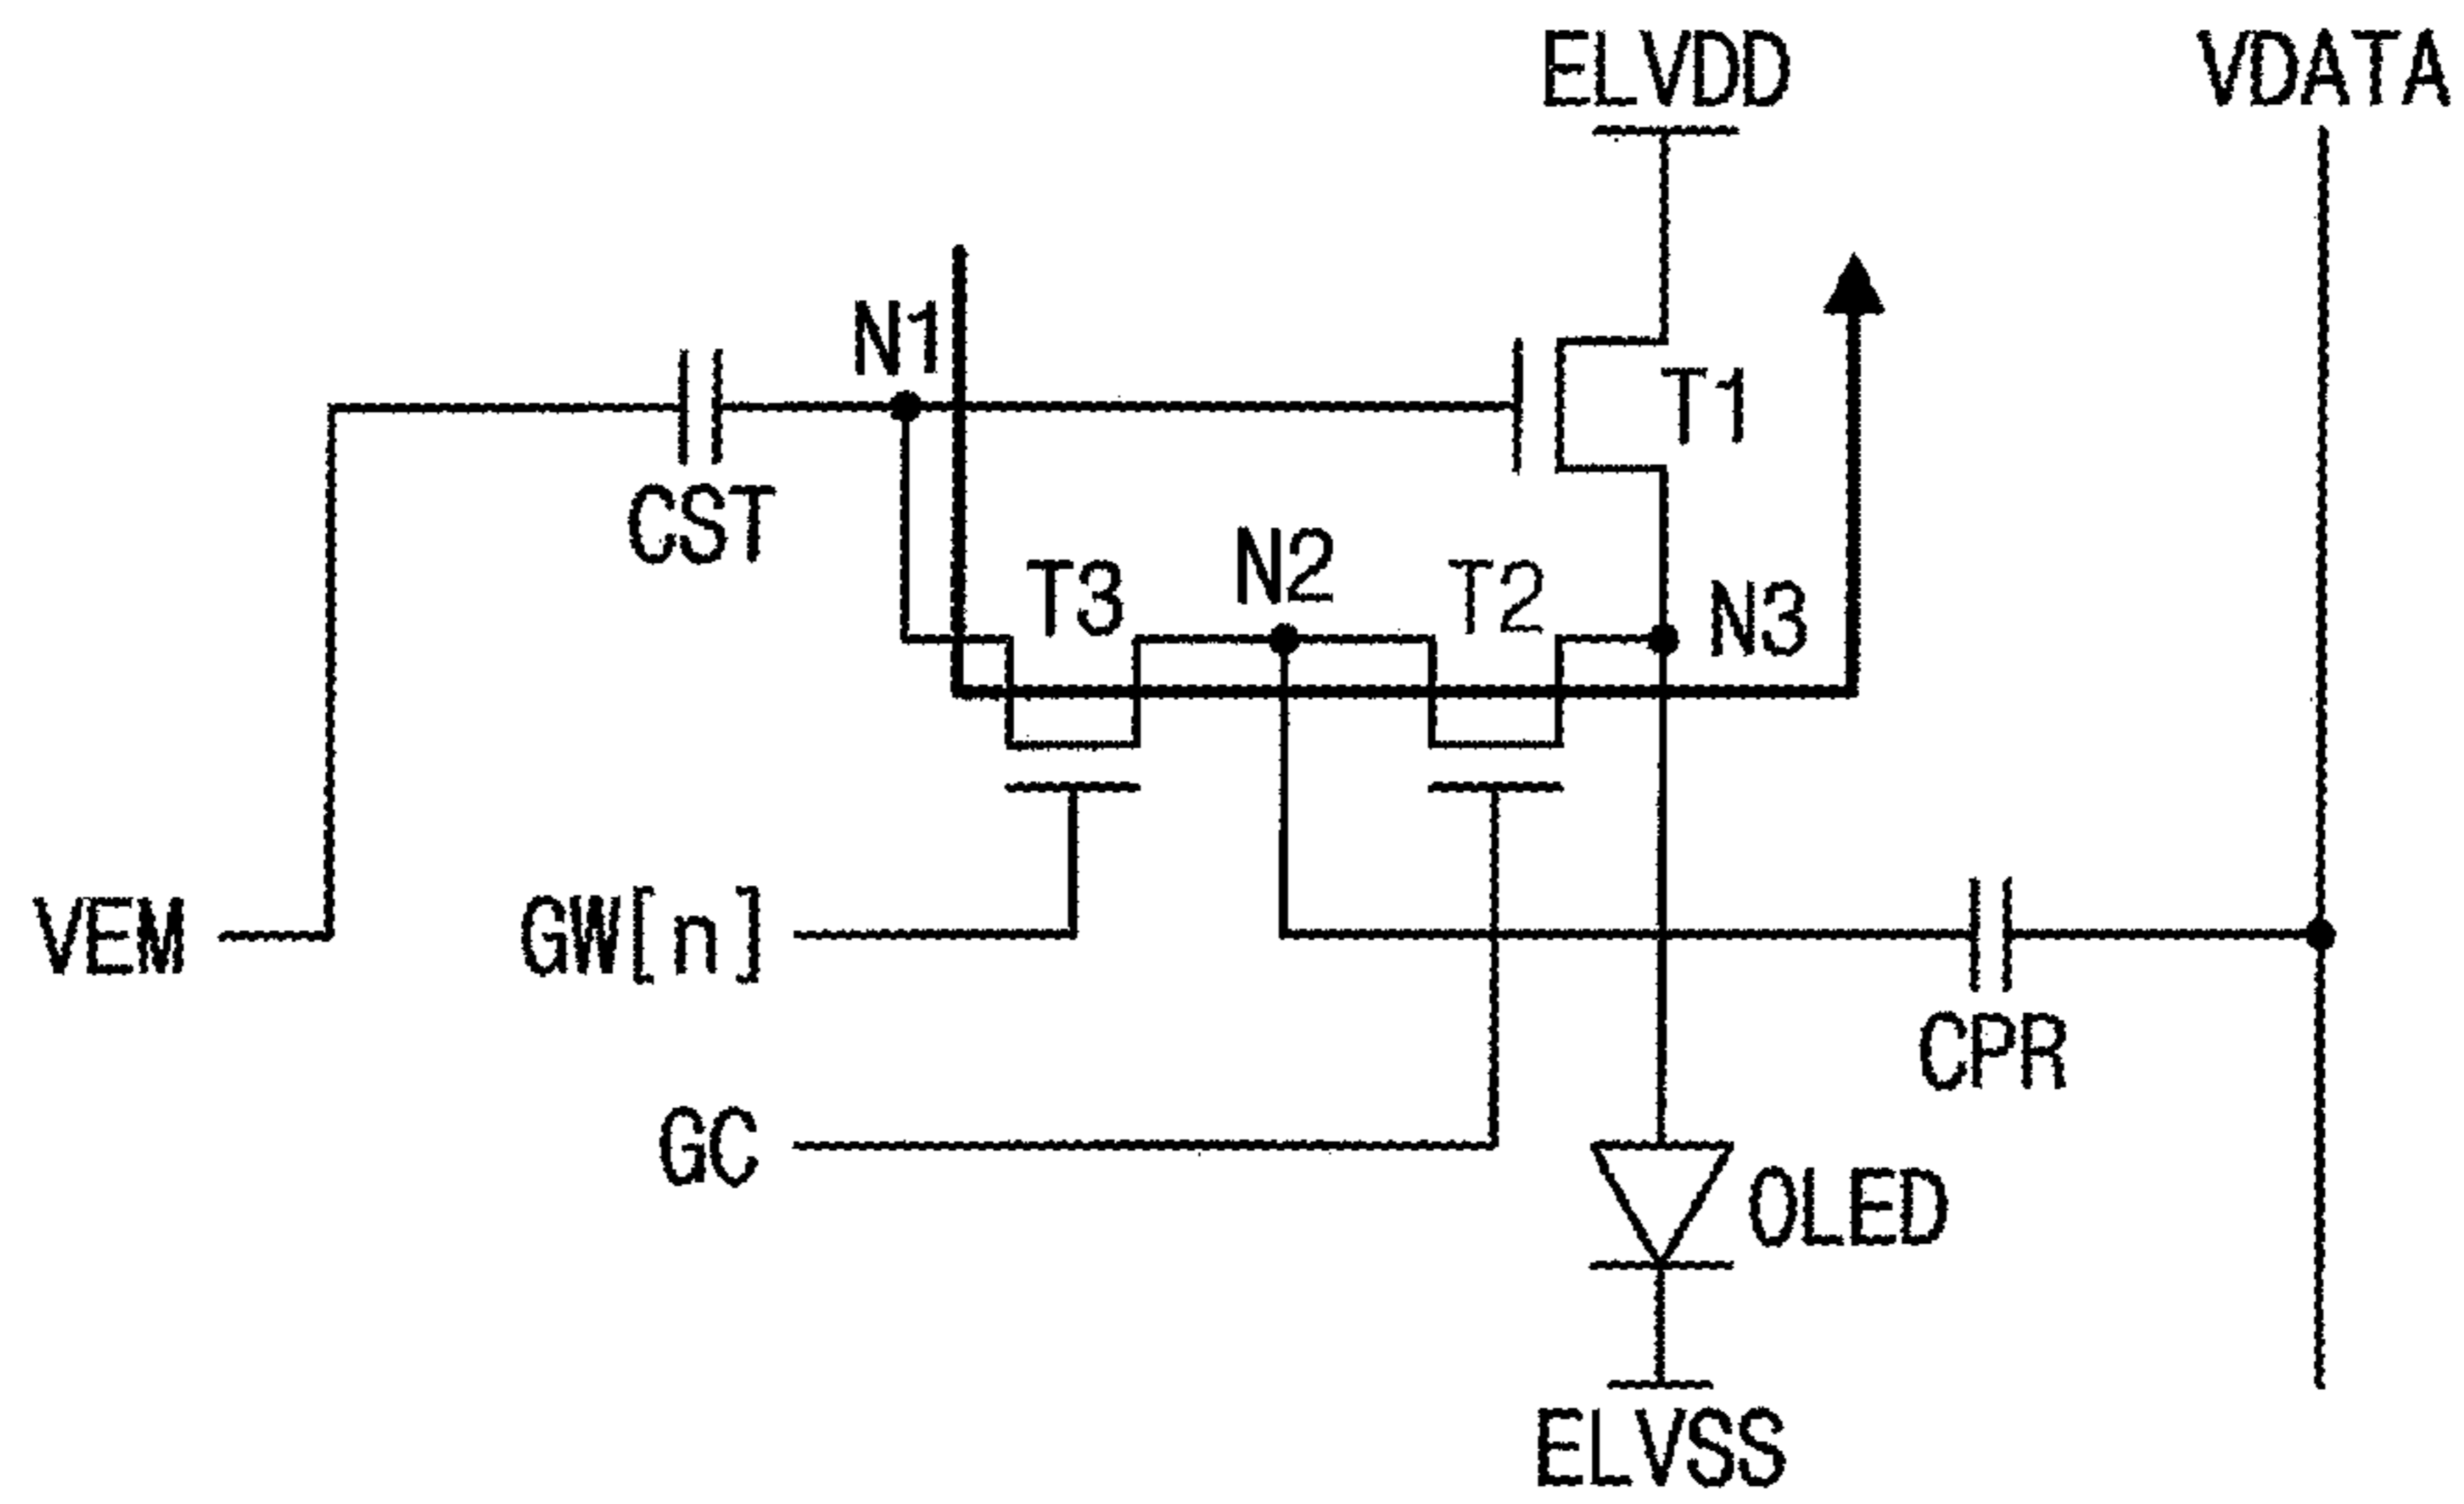 ELVDD
VDATA
N1
T1
CST
N2
T3
T2
N3
VEM
GW[n]
CPR
GC
OLED
ELVSS